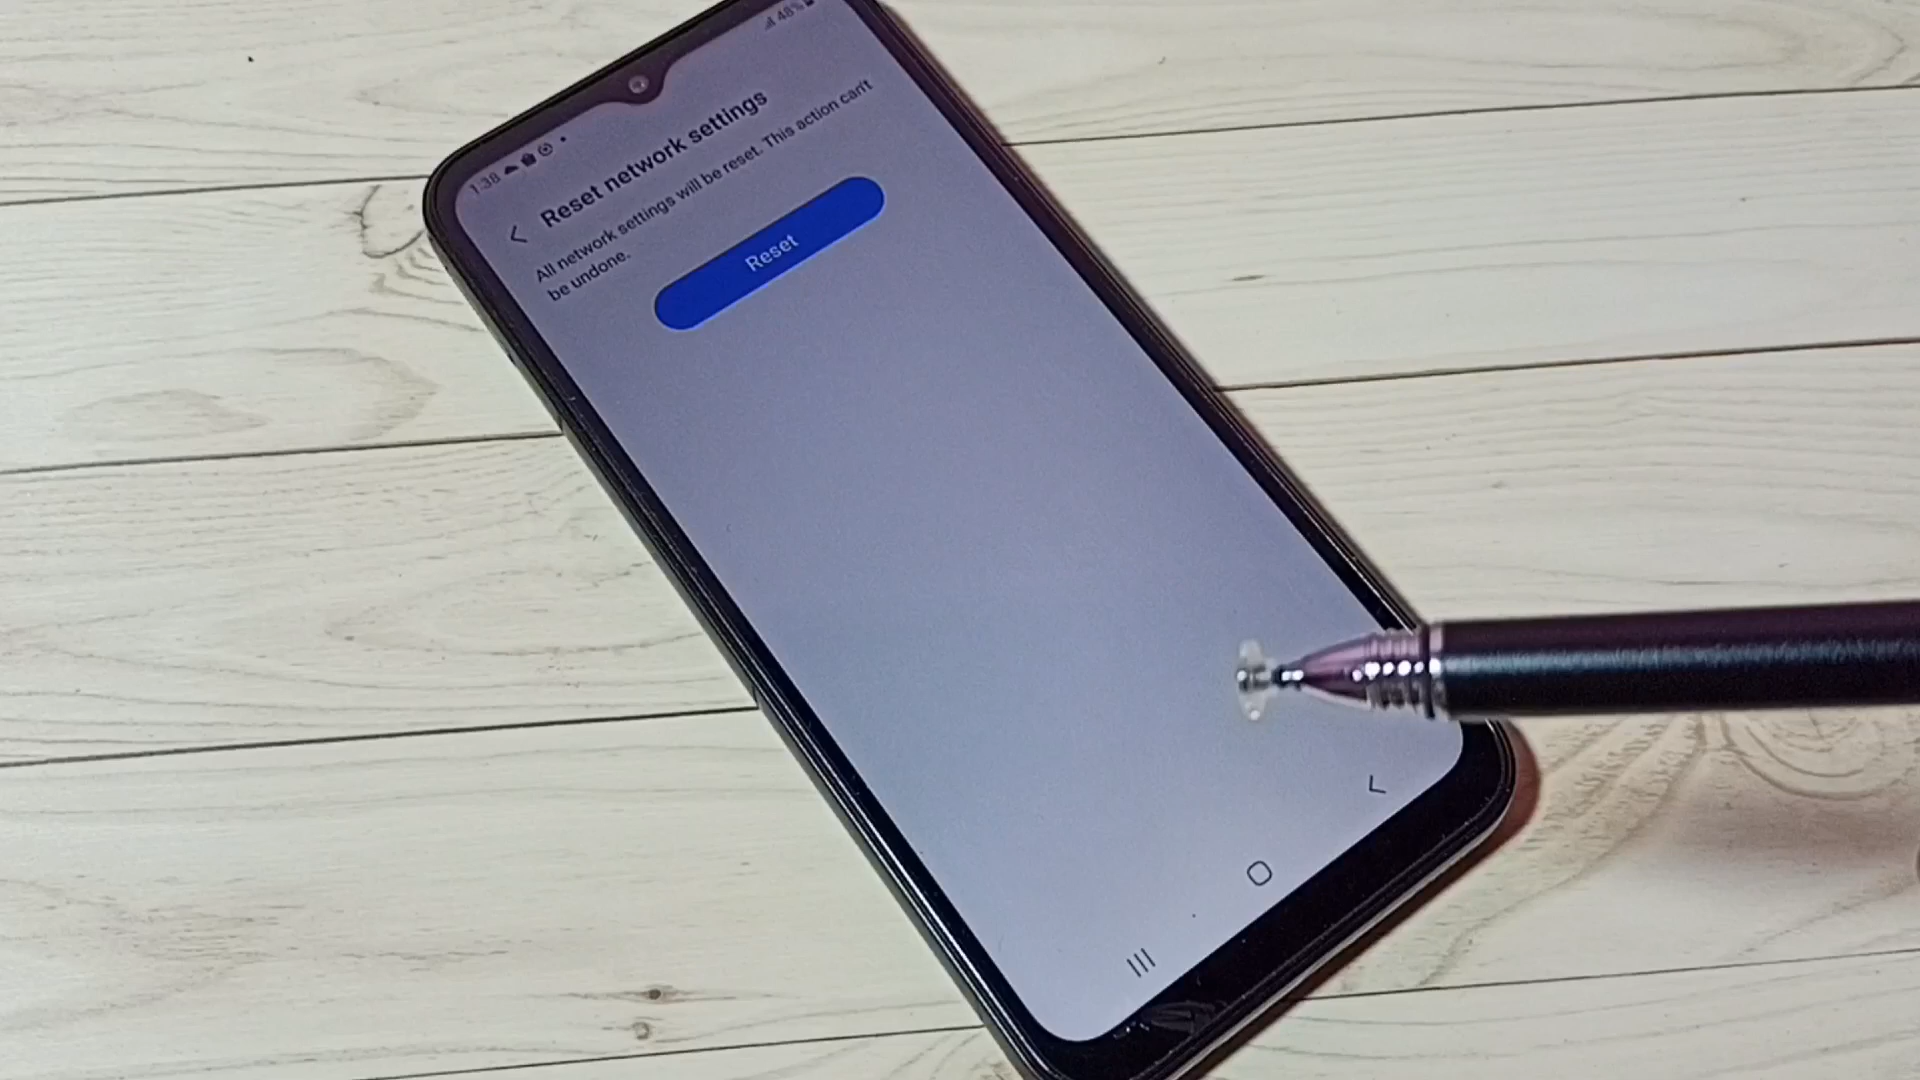 1:38 48%
Reset network settings
All network settings will be reset. This action can't
be undone.
Reset